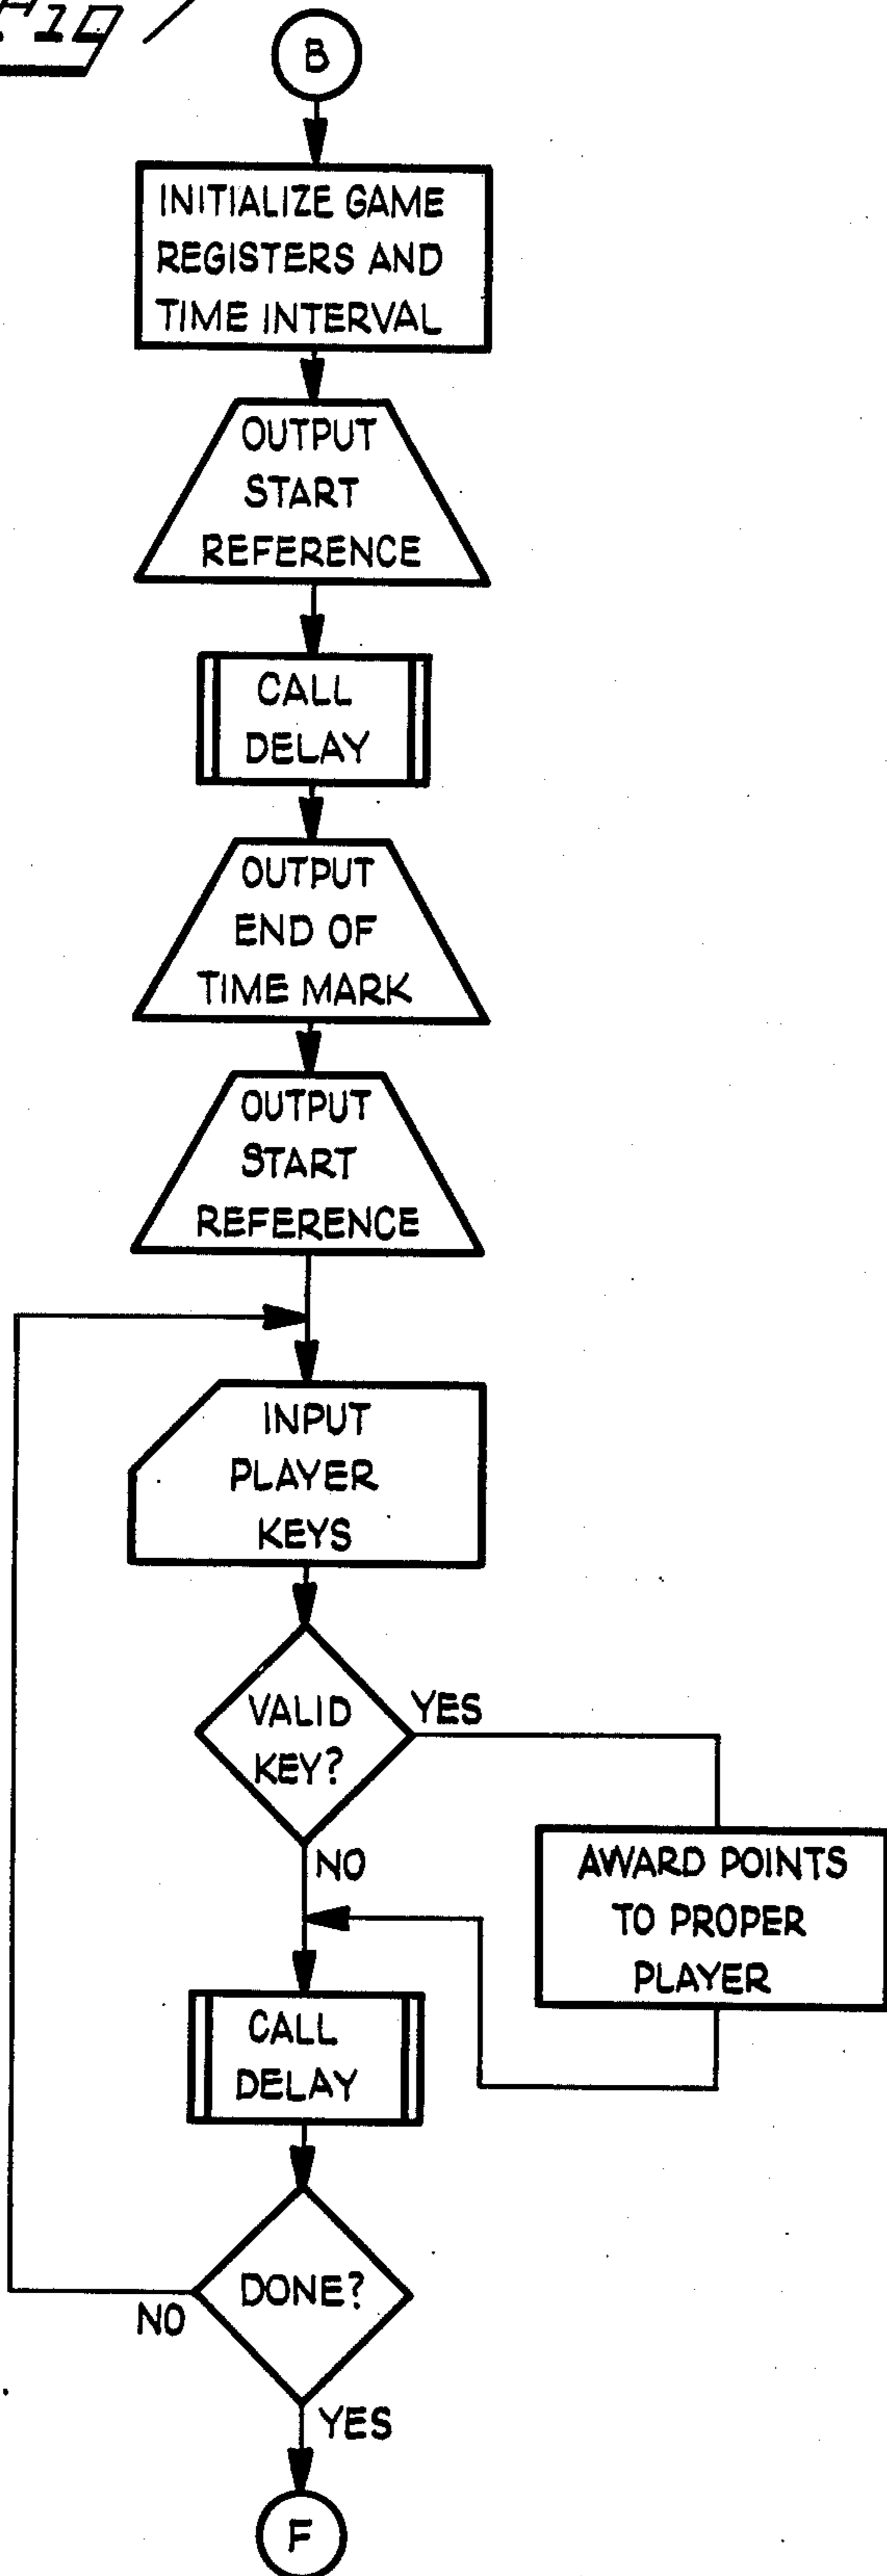 Fig
B
INITIALIZE GAME
REGISTERS AND
TIME INTERVAL
OUTPUT
START
REFERENCE
CALL
DELAY
OUTPUT
END OF
TIME MARK
OUTPUT
START
REFERENCE
INPUT
PLAYER
KEYS
VALID
KEY?
YES
NO
AWARD POINTS
TO PROPER
PLAYER
CALL
DELAY
DONE?
NO
YES
F